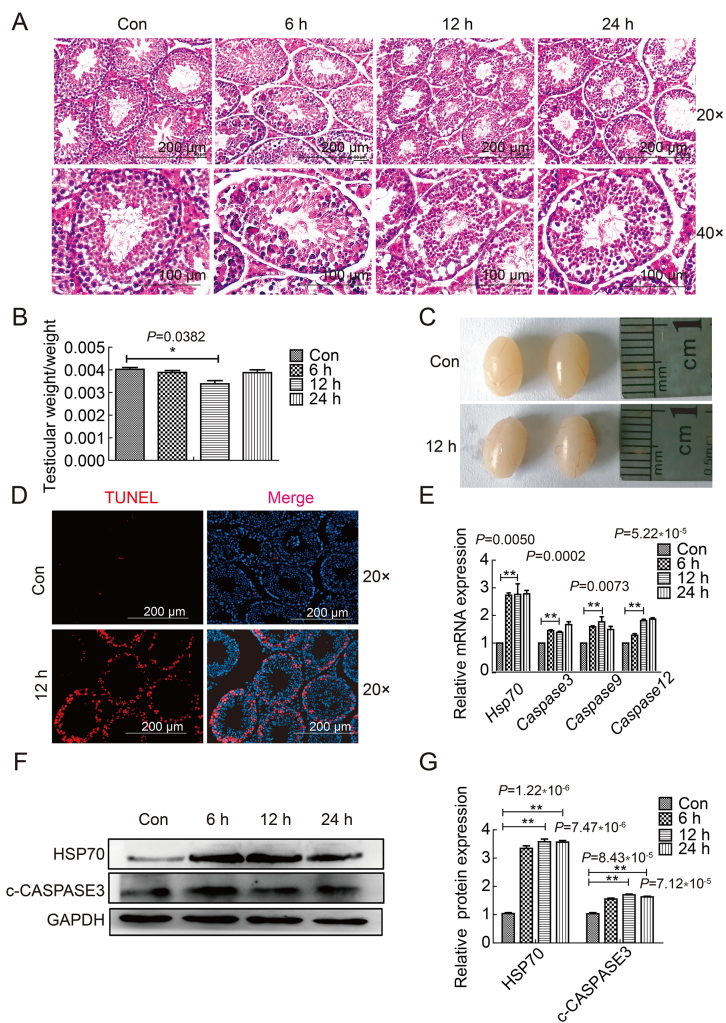 A
Con 6 h 12 h 24 h
200 μm 200 μm 200 μm 200 μm
20×
100 μm 100 μm 100 μm 100 μm
40×
B
P=0.0382
*
Testicular weight/weight
0.005
0.004
0.003
0.002
0.001
0.000
Con
6 h
12 h
24 h
C
Con
12 h
1
cm
mm
1
cm
mm
0.5m
D
TUNEL Merge
Con
200 μm 200 μm
20×
12 h
200 μm 200 μm
20×
E
P=0.0050
P=0.0002
P=0.0073
P=5.22*10-5
Con
6 h
12 h
24 h
** ** ** **
Relative mRNA expression
4
3
2
1
0
Hsp70 Caspase3 Caspase9 Caspase12
F
Con 6 h 12 h 24 h
HSP70
c-CASPASE3
GAPDH
G
P=1.22*10-6
**
**
P=7.47*10-6
P=8.43*10-5
**
**
P=7.12*10-5
Con
6 h
12 h
24 h
Relative protein expression
4
3
2
1
0
HSP70 c-CASPASE3